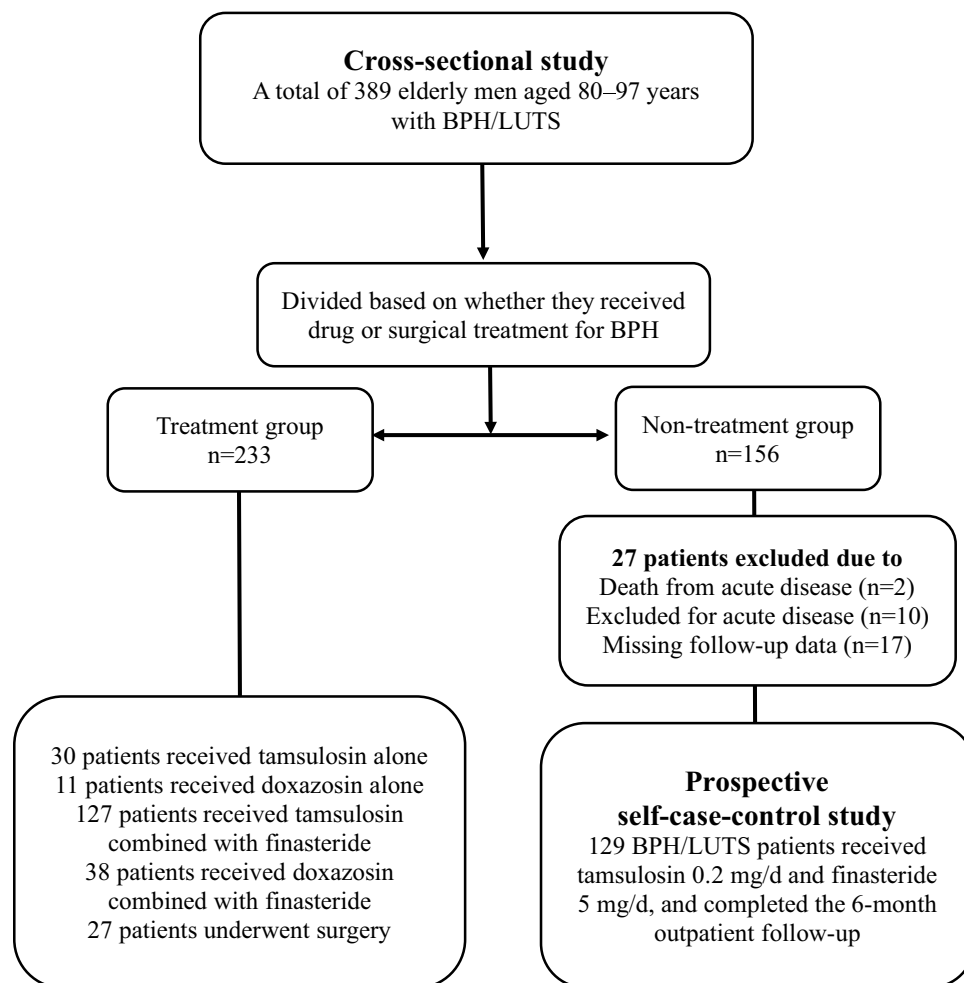 Cross-sectional study
A total of 389 elderly men aged 80–97 years
with BPH/LUTS
Divided based on whether they received
drug or surgical treatment for BPH
Treatment group
n=233
Non-treatment group
n=156
27 patients excluded due to
Death from acute disease (n=2)
Excluded for acute disease (n=10)
Missing follow-up data (n=17)
30 patients received tamsulosin alone
11 patients received doxazosin alone
127 patients received tamsulosin
combined with finasteride
38 patients received doxazosin
combined with finasteride
27 patients underwent surgery
Prospective
self-case-control study
129 BPH/LUTS patients received
tamsulosin 0.2 mg/d and finasteride
5 mg/d, and completed the 6-month
outpatient follow-up